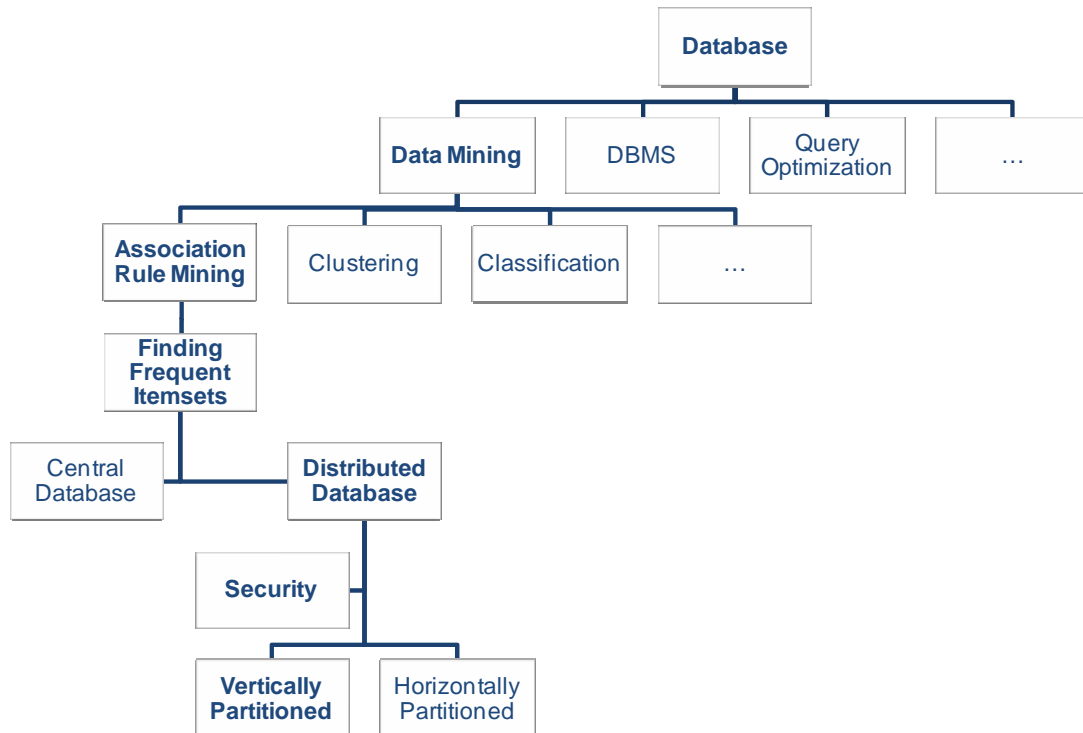 Database
Data Mining
DBMS
Query
Optimization
…
Association
Rule Mining
Clustering
Classification
…
Finding
Frequent
Itemsets
Central
Database
Distributed
Database
Security
Vertically
Partitioned
Horizontally
Partitioned